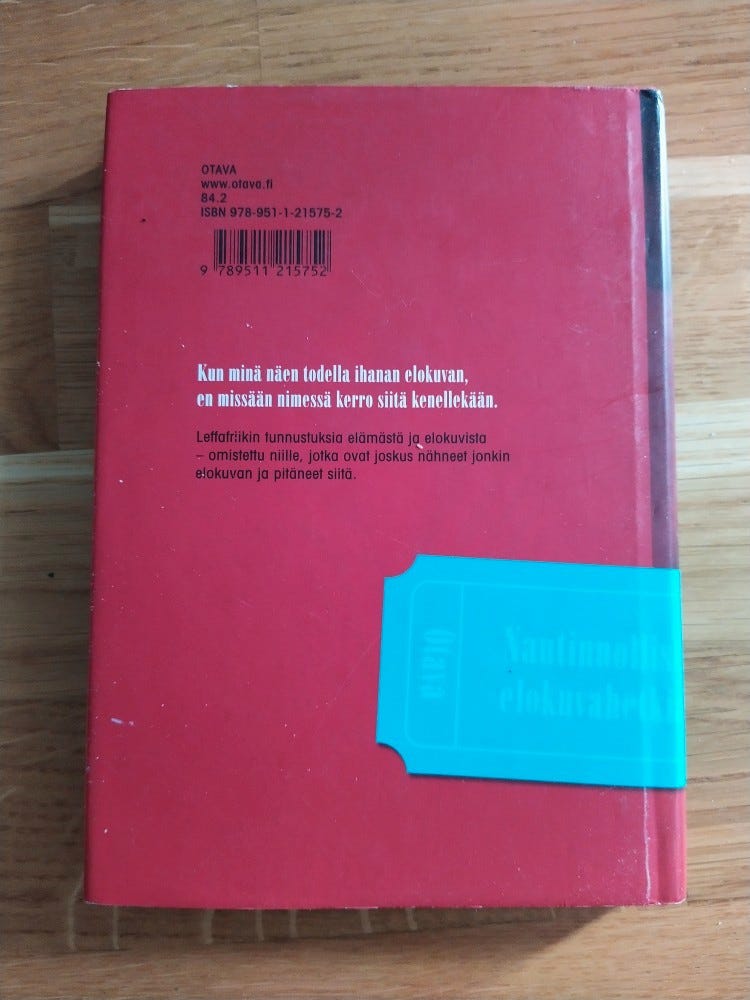 OTAVA
www.otava.fi
84.2
ISBN 978-951-1-21575-2
9 789511 215752
Kun minä näen todella ihanan elokuvan,
en missään nimessä kerro siitä kenellekään.
Leffafriikin tunnustuksia elämästä ja elokuvista
– omistettu niille, jotka ovat joskus nähneet jonkin
elokuvan ja pitäneet siitä.
Otava